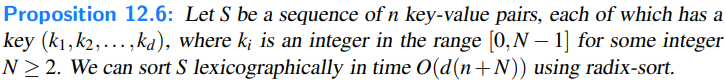 Proposition 12.6: Let S be a sequence of n key-value pairs, each of which has a
key (k₁,k₂,...,k_d), where kᵢ is an integer in the range [0,N − 1] for some integer
N ≥ 2. We can sort S lexicographically in time O(d(n+N)) using radix-sort.